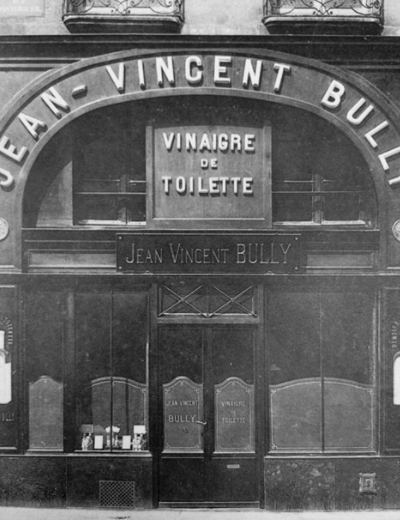 JEAN-VINCENT BULLY
VINAIGRE
DE
TOILETTE
JEAN VINCENT BULLY
JEAN VINCENT
BULLY
VINAIGRE
DE
TOILETTE